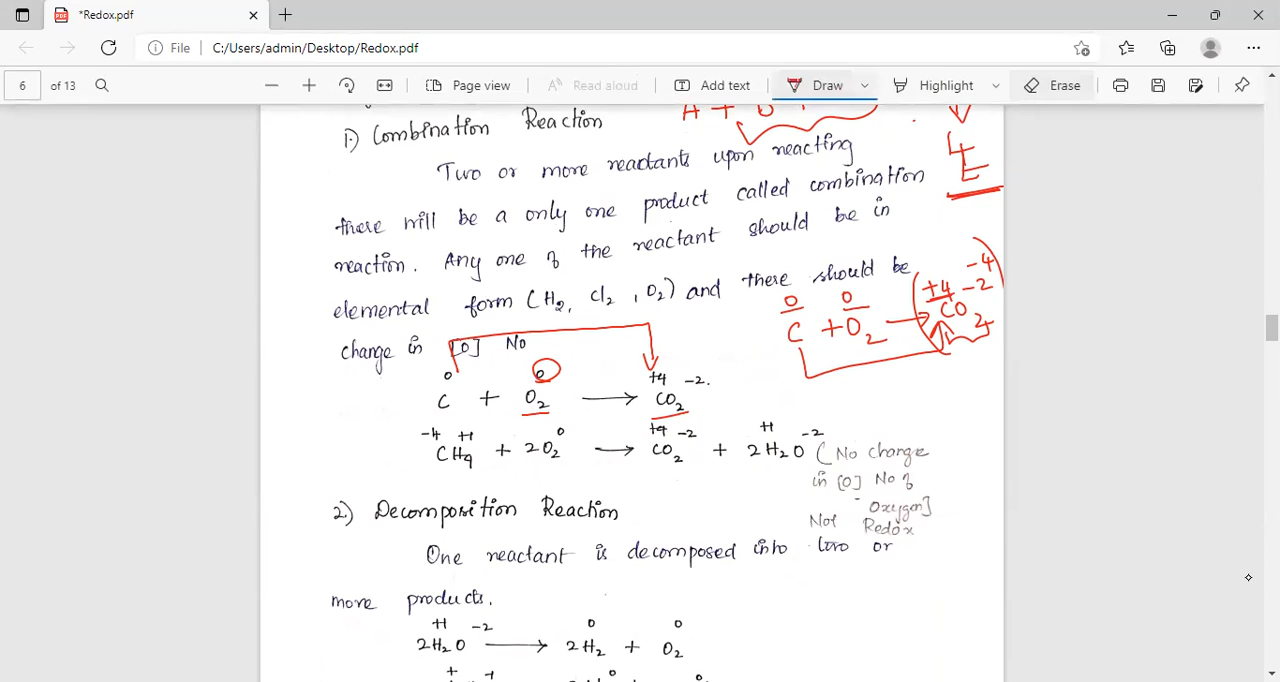 *Redox.pdf
File C:/Users/admin/Desktop/Redox.pdf
6 of 13 Page view Read aloud Add text Draw Highlight Erase
1) Combination Reaction
Two or more reactants upon reacting
there will be a only one product called combination
reaction. Any one of the reactant should be in
elemental form (H2, Cl2, O2) and there should be
change in [O] No
0 0 +4 -2 -4
C + O2 → CO2
0 0 +4 -2.
C + O2 → CO2
-4 +1 0 +4 -2 +1 -2
CH4 + 2O2 → CO2 + 2H2O (No change
in [O] No of
Oxygen]
Not Redox
2) Decomposition Reaction
One reactant is decomposed into two or
more products.
+1 -2 0 0
2H2O → 2H2 + O2